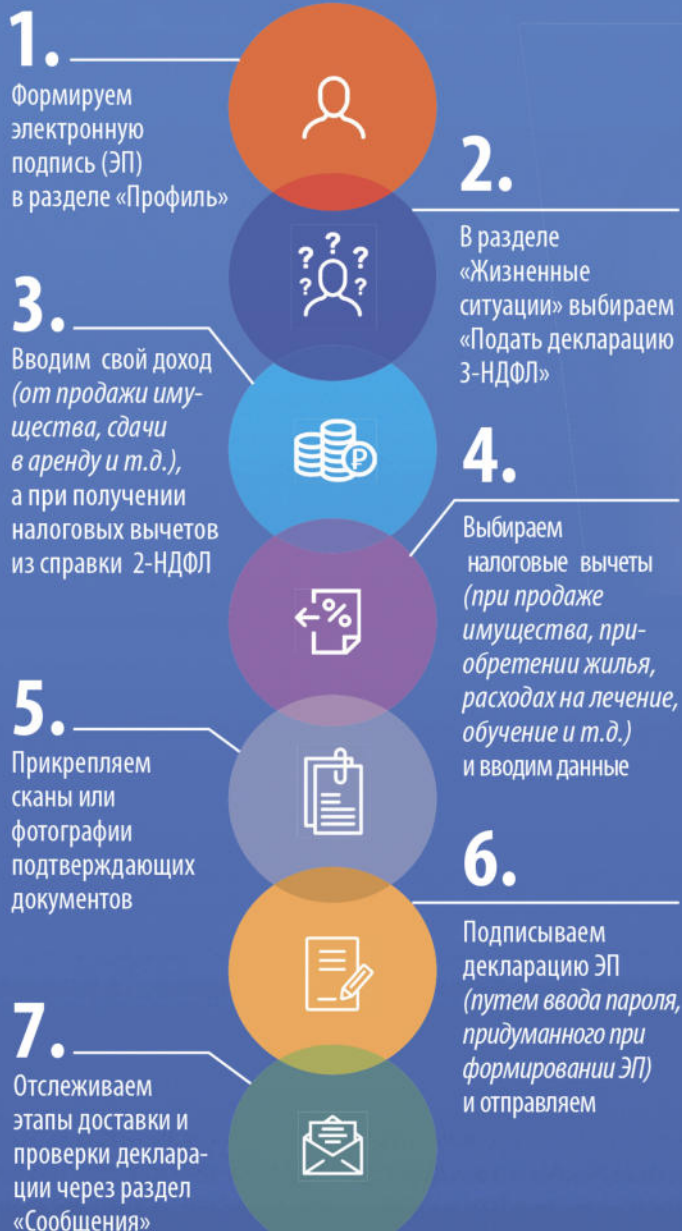 1.
Формируем
электронную
подпись (ЭП)
в разделе «Профиль»
2.
В разделе
«Жизненные
ситуации» выбираем
«Подать декларацию
3-НДФЛ»
3.
Вводим свой доход
(от продажи иму-
щества, сдачи
в аренду и т.д.),
а при получении
налоговых вычетов
из справки 2-НДФЛ
4.
Выбираем
налоговые вычеты
(при продаже
имущества, при-
обретении жилья,
расходах на лечение,
обучение и т.д.)
и вводим данные
5.
Прикрепляем
сканы или
фотографии
подтверждающих
документов
6.
Подписываем
декларацию ЭП
(путем ввода пароля,
придуманного при
формировании ЭП)
и отправляем
7.
Отслеживаем
этапы доставки и
проверки деклара-
ции через раздел
«Сообщения»
? ? ? ? ?
₽
%